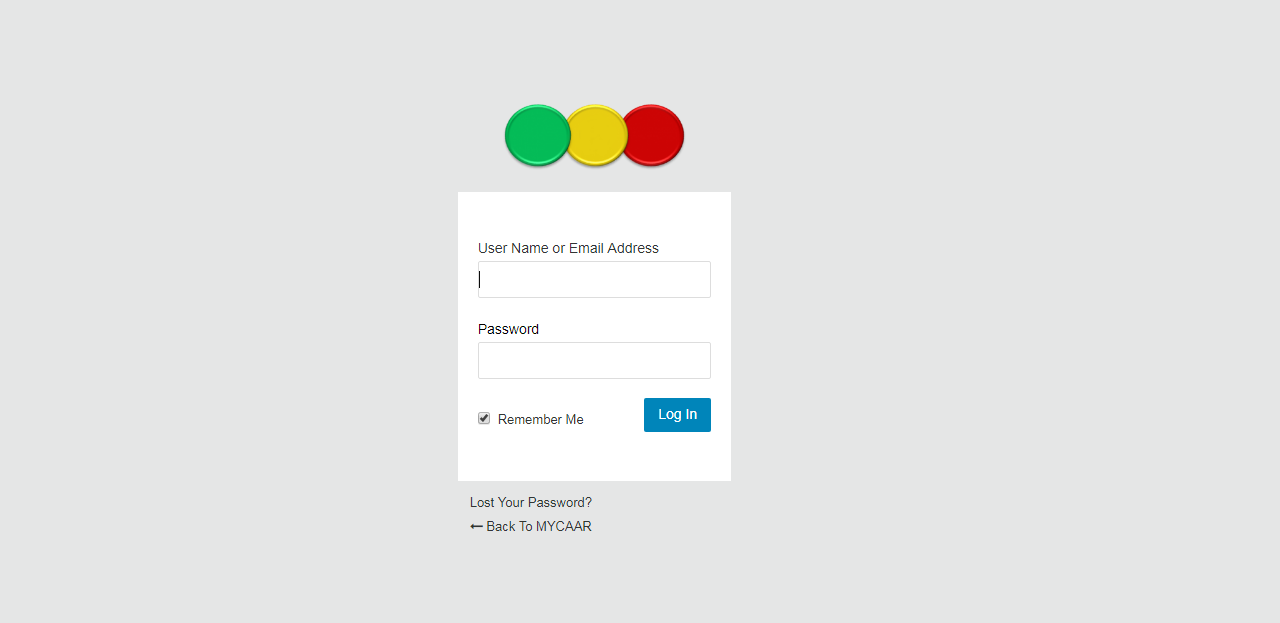 User Name or Email Address
Password
Remember Me
Log In
Lost Your Password?
← Back To MYCAAR